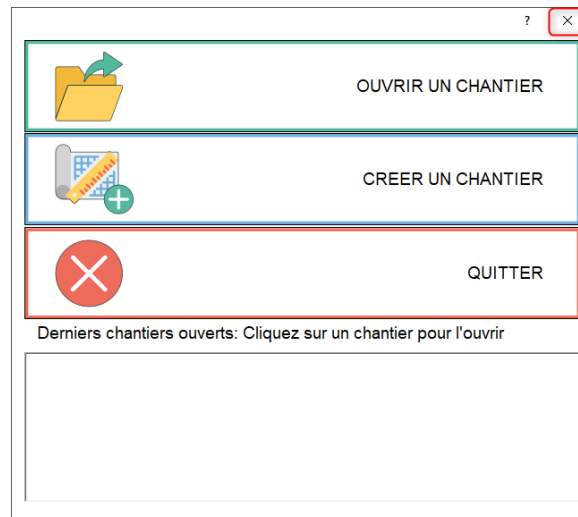 ?
OUVRIR UN CHANTIER
CREER UN CHANTIER
QUITTER
Derniers chantiers ouverts: Cliquez sur un chantier pour l'ouvrir